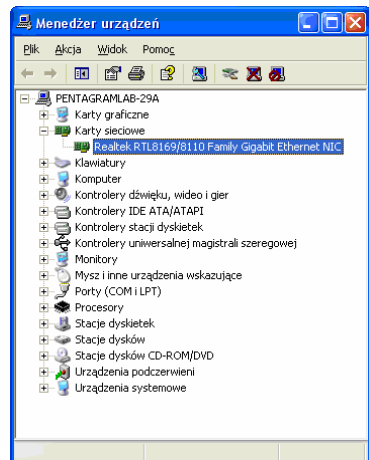 Menedżer urządzeń
Plik Akcja Widok Pomoc
PENTAGRAMLAB-29A
Karty graficzne
Karty sieciowe
Realtek RTL8169/8110 Family Gigabit Ethernet NIC
Klawiatury
Komputer
Kontrolery dźwięku, wideo i gier
Kontrolery IDE ATA/ATAPI
Kontrolery stacji dyskietek
Kontrolery uniwersalnej magistrali szeregowej
Monitory
Mysz i inne urządzenia wskazujące
Porty (COM i LPT)
Procesory
Stacje dyskietek
Stacje dysków
Stacje dysków CD-ROM/DVD
Urządzenia podczerwieni
Urządzenia systemowe